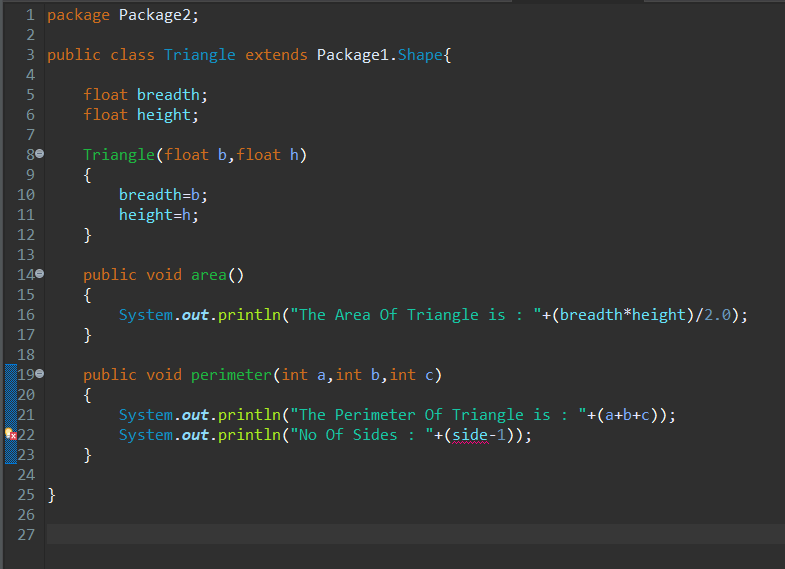 1 package Package2;
2
3 public class Triangle extends Package1.Shape{
4
5     float breadth;
6     float height;
7
8     Triangle(float b,float h)
9     {
10         breadth=b;
11         height=h;
12     }
13
14     public void area()
15     {
16         System.out.println("The Area Of Triangle is : "+(breadth*height)/2.0);
17     }
18
19     public void perimeter(int a,int b,int c)
20     {
21         System.out.println("The Perimeter Of Triangle is : "+(a+b+c));
22         System.out.println("No Of Sides : "+(side-1));
23     }
24
25 }
26
27